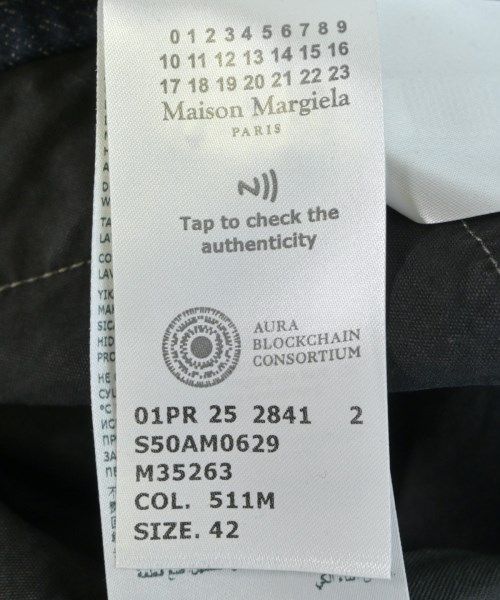 0 1 2 3 4 5 6 7 8 9
10 11 12 13 14 15 16
17 18 19 20 21 22 23
Maison Margiela
PARIS
Tap to check the
authenticity
AURA
BLOCKCHAIN
CONSORTIUM
01PR 25 2841 2
S50AM0629
M35263
COL. 511M
SIZE. 42